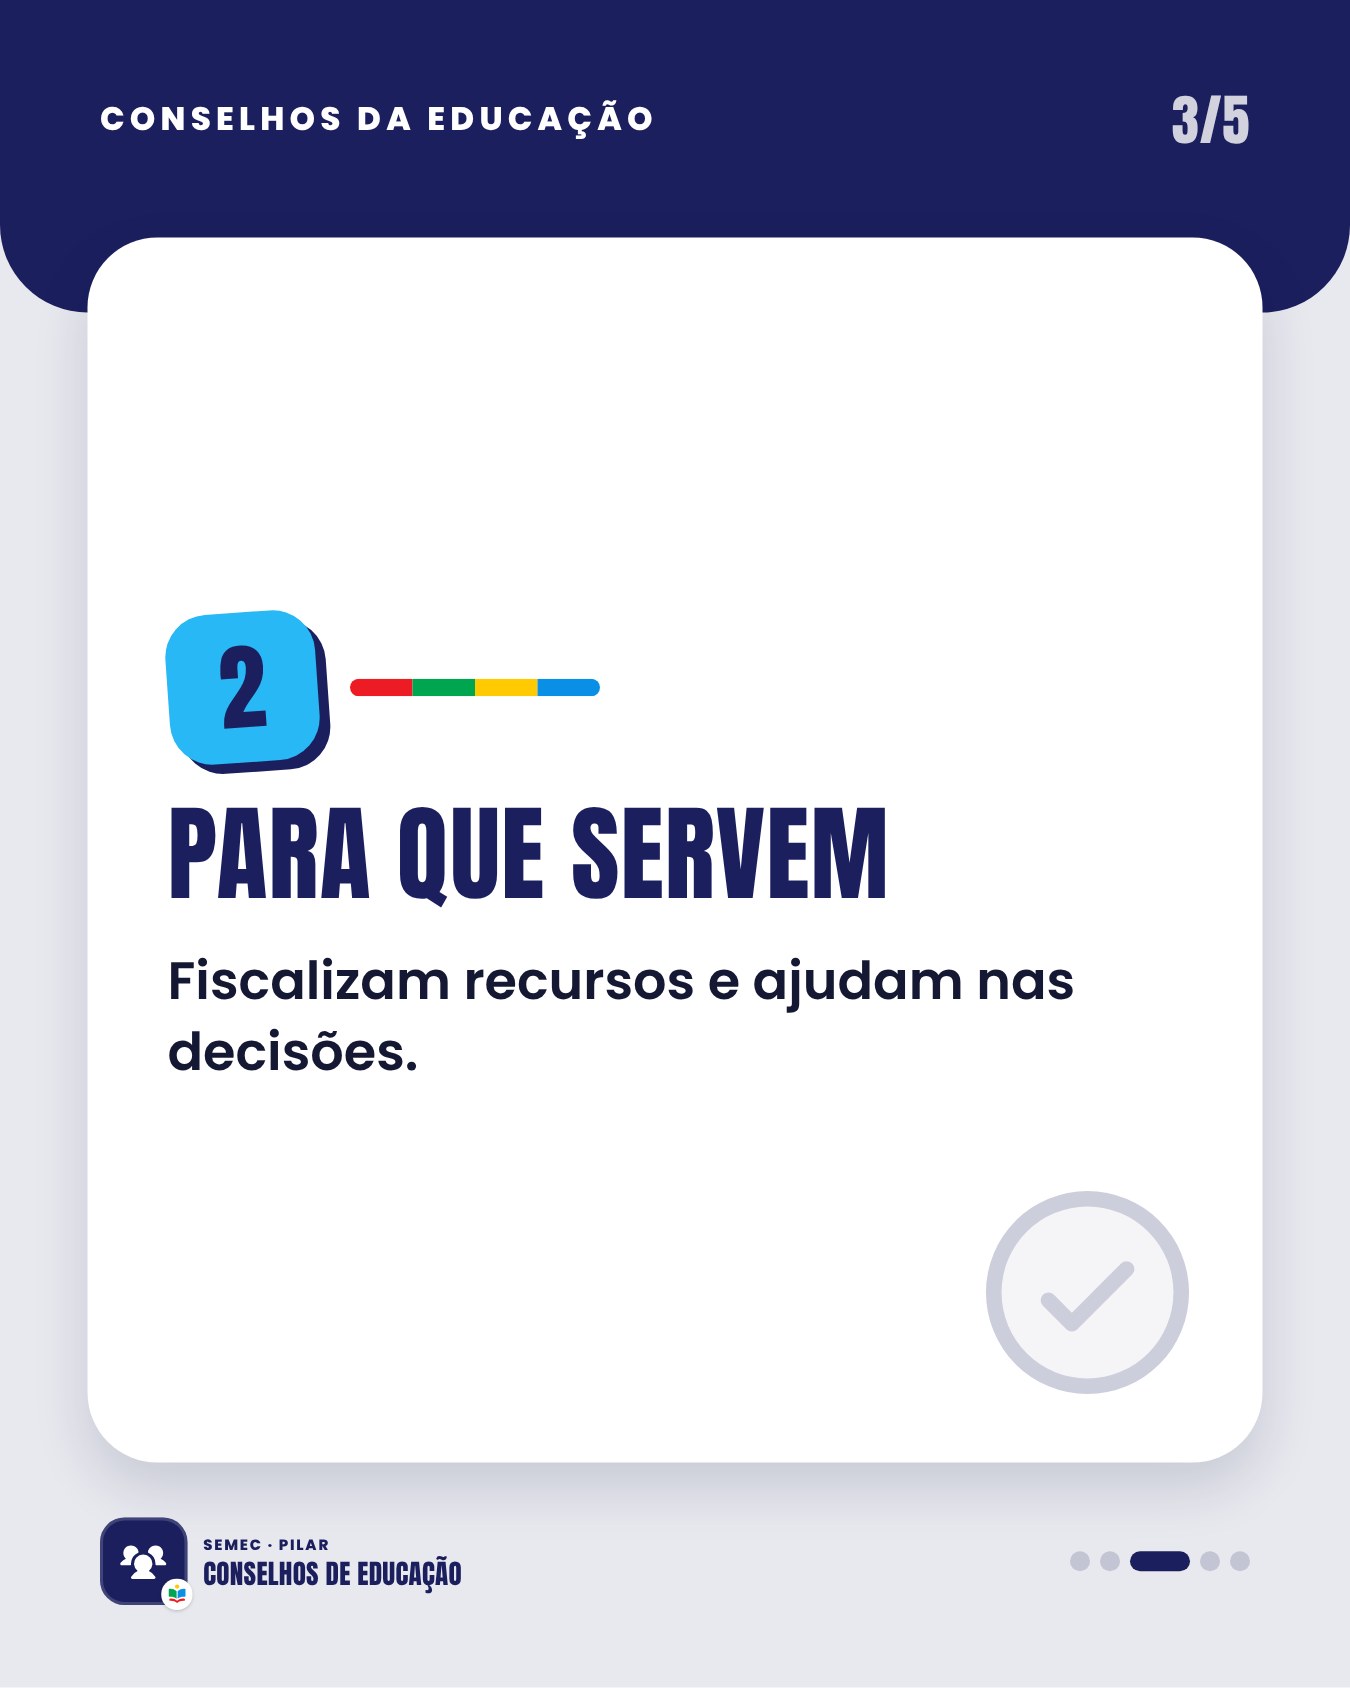 CONSELHOS DA EDUCAÇÃO
3/5
2
PARA QUE SERVEM
Fiscalizam recursos e ajudam nas
decisões.
SEMEC · PILAR
CONSELHOS DE EDUCAÇÃO